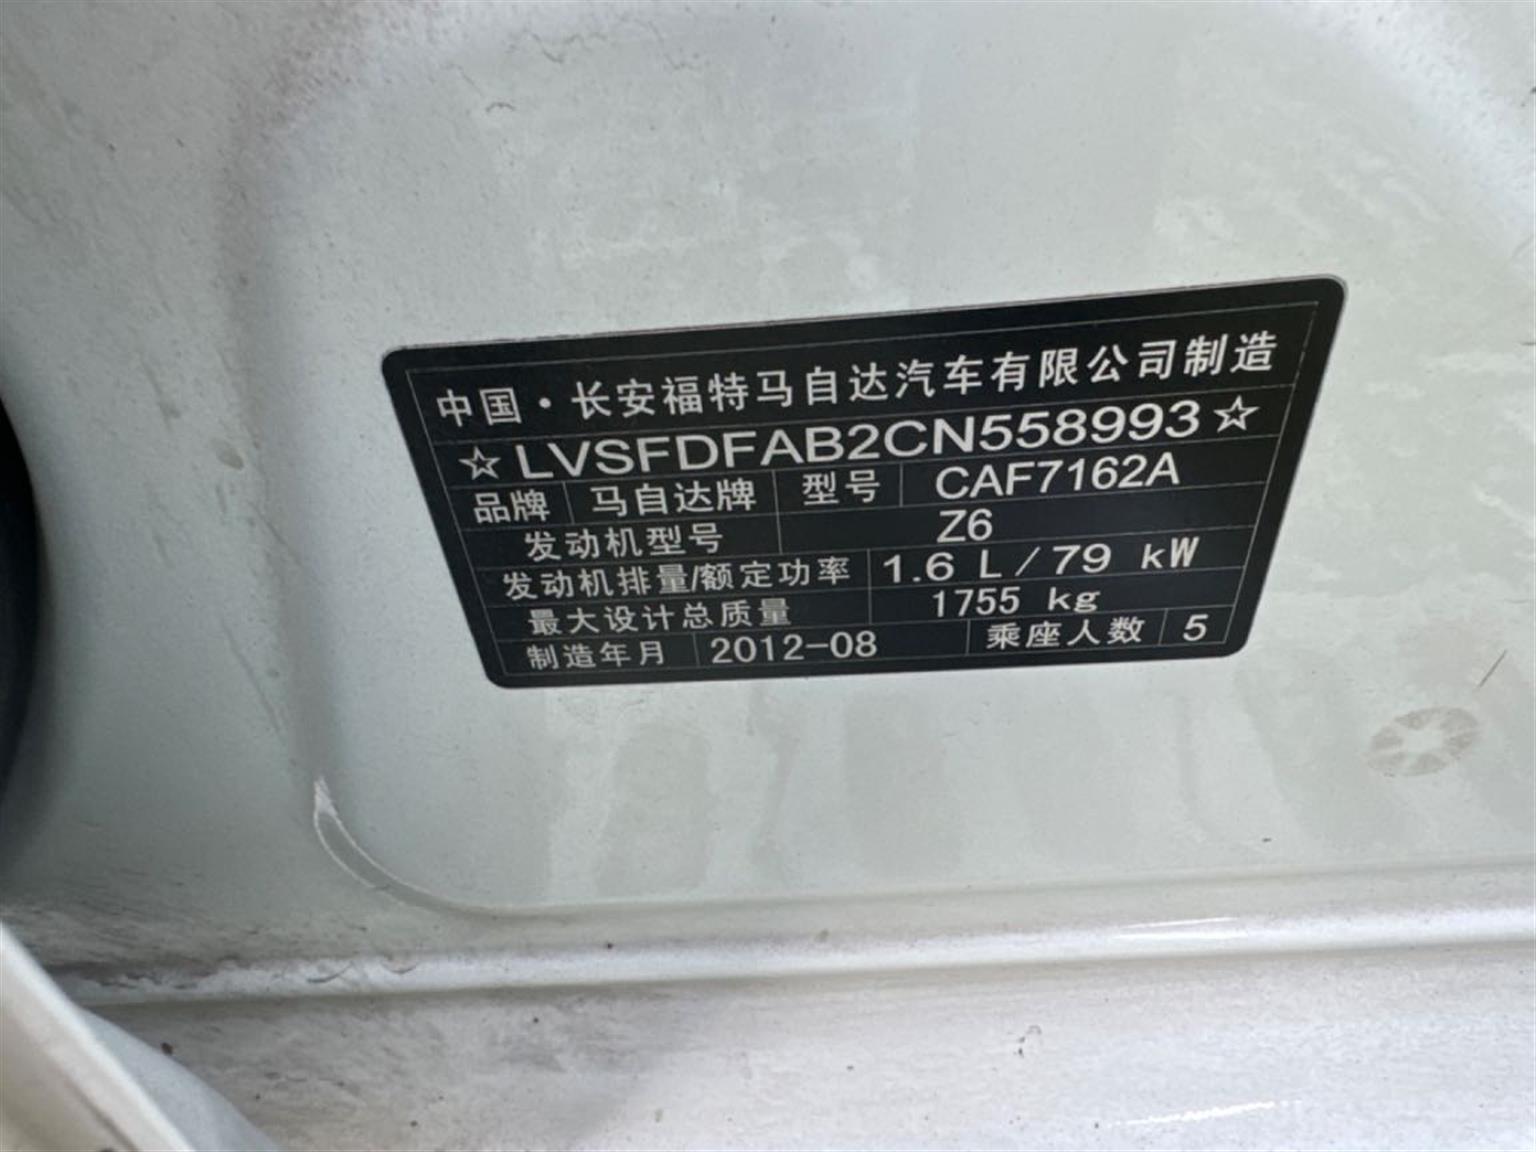 中国·长安福特马自达汽车有限公司制造
☆LVSFDFAB2CN558993☆
品牌 马自达牌 型号 CAF7162A
发动机型号 Z6
发动机排量/额定功率 1.6 L/79 kW
最大设计总质量 1755 kg
制造年月 2012-08 乘座人数 5